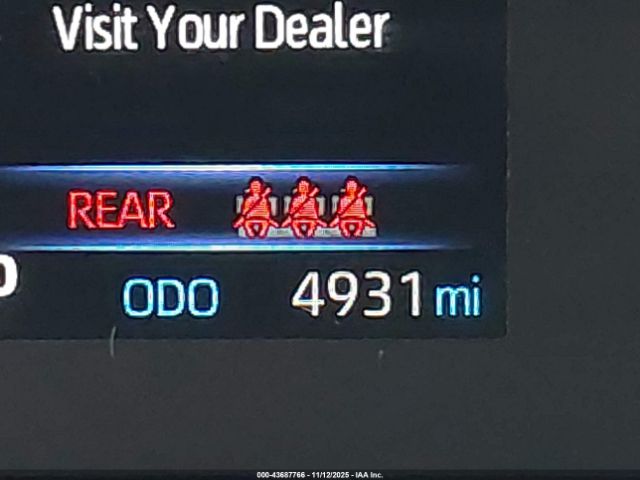 Visit Your Dealer
REAR
ODO 4931 mi
000-43687766 - 11/12/2025 - IAA Inc.